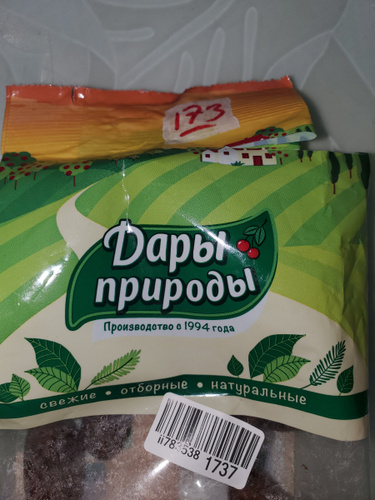 173
Дары
природы
Производство с 1994 года
свежие • отборные • натуральные
1737